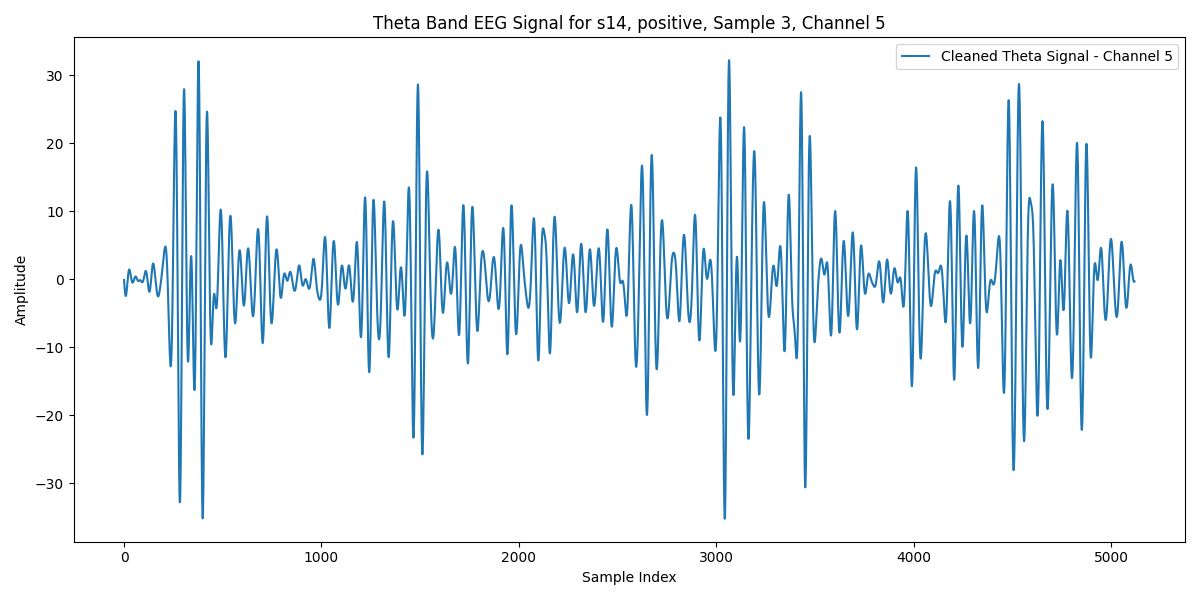 Theta Band EEG Signal for s14, positive, Sample 3, Channel 5
Cleaned Theta Signal - Channel 5
Amplitude
30
20
10
0
−10
−20
−30
0 1000 2000 3000 4000 5000
Sample Index